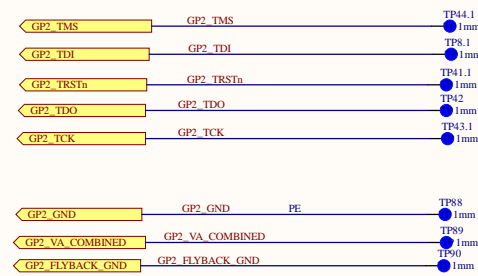 TP44.1
GP2_TMS GP2_TMS 1mm
TP8.1
GP2_TDI GP2_TDI 1mm
TP41.1
GP2_TRSTn GP2_TRSTn 1mm
TP42
GP2_TDO GP2_TDO 1mm
TP43.1
GP2_TCK GP2_TCK 1mm
TP88
GP2_GND GP2_GND PE 1mm
TP89
GP2_VA_COMBINED GP2_VA_COMBINED 1mm
TP90
GP2_FLYBACK_GND GP2_FLYBACK_GND 1mm